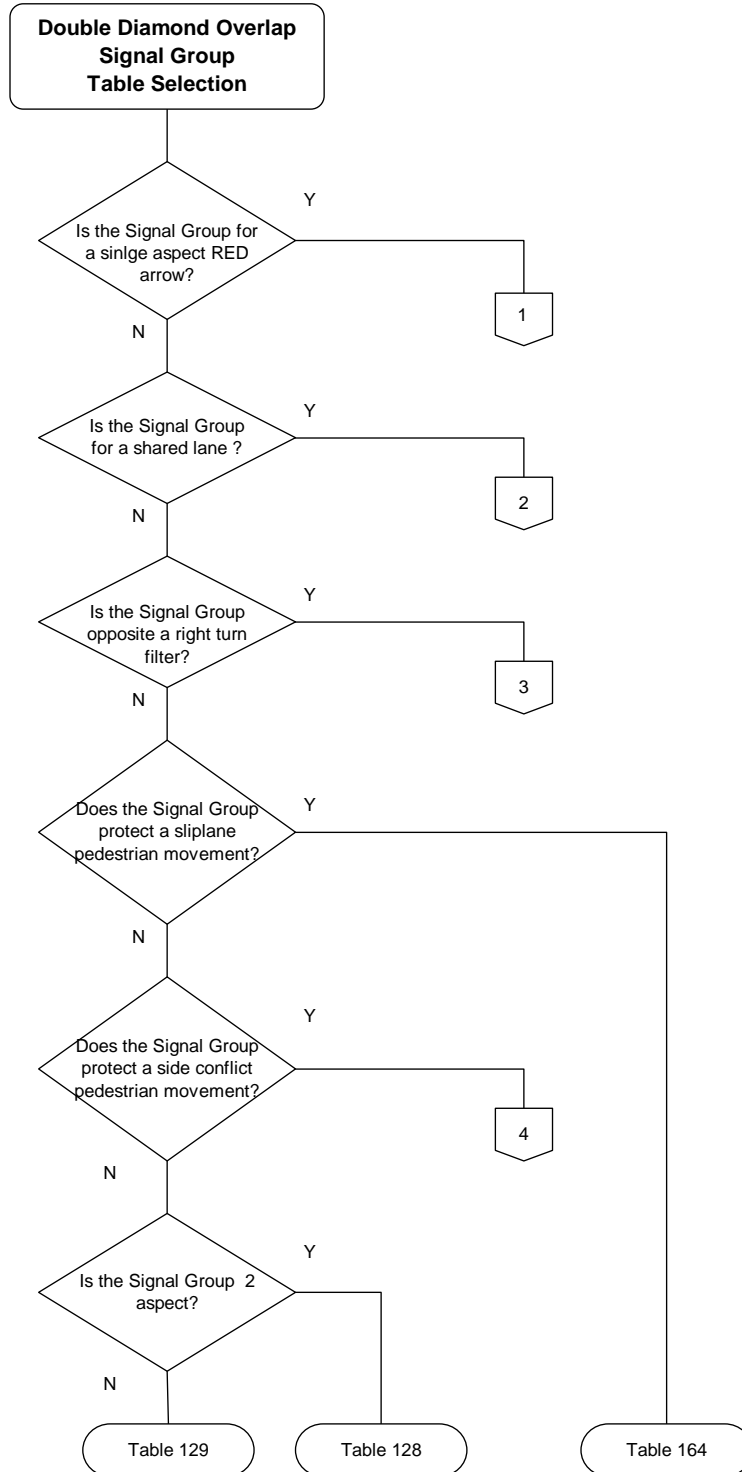 Double Diamond Overlap
Signal Group
Table Selection
Y
Is the Signal Group for
a sinlge aspect RED
arrow?
1
N
Y
Is the Signal Group
for a shared lane ?
2
N
Y
Is the Signal Group
opposite a right turn
filter?
3
N
Y
Does the Signal Group
protect a sliplane
pedestrian movement?
N
Y
Does the Signal Group
protect a side conflict
pedestrian movement?
4
N
Y
Is the Signal Group  2
aspect?
N
Table 129
Table 128
Table 164